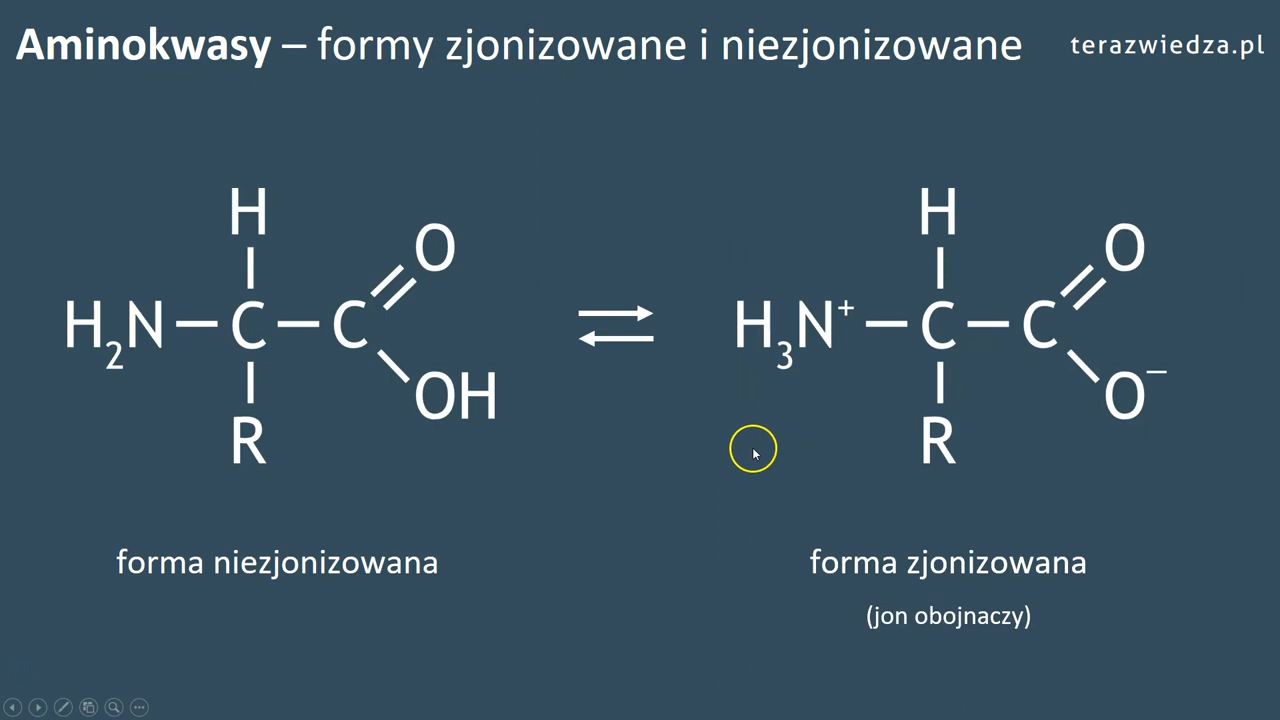 Aminokwasy – formy zjonizowane i niezjonizowane
terazwiedza.pl
H
O
H₂N – C – C
OH
R
H
O
H₃N⁺ – C – C
O⁻
R
forma niezjonizowana
forma zjonizowana
(jon obojnaczy)